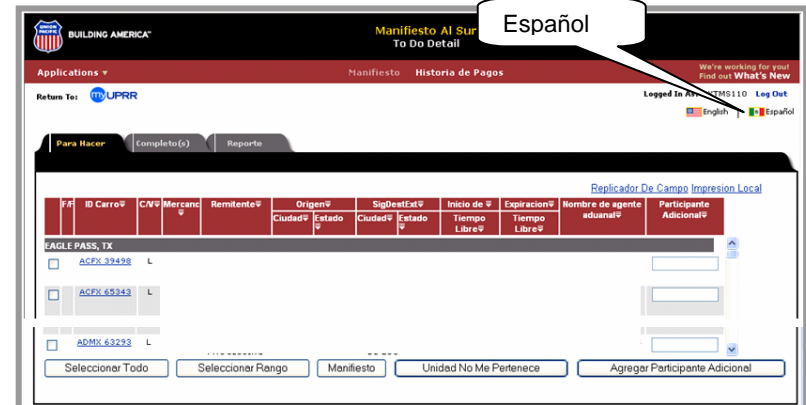 Español
UNION PACIFIC
BUILDING AMERICA"
Manifiesto Al Sur
To Do Detail
Applications
Manifiesto Historia de Pagos
We're working for you!
Find out What's New
Return To: myUPRR
Logged In As: XTMS110 Log Out
English | Español
Para Hacer Completo(s) Reporte
Replicador De Campo Impresion Local
F/F ID Carro C/V Mercanc Remitente Origen SigDestExt Inicio de Expiracion Nombre de agente Participante
Ciudad Estado Ciudad Estado Tiempo Libre Tiempo Libre aduanal Adicional
EAGLE PASS, TX
ACFX 39498 L
ACFX 65343 L
ADMX 63293 L
Seleccionar Todo Seleccionar Rango Manifiesto Unidad No Me Pertenece Agregar Participante Adicional